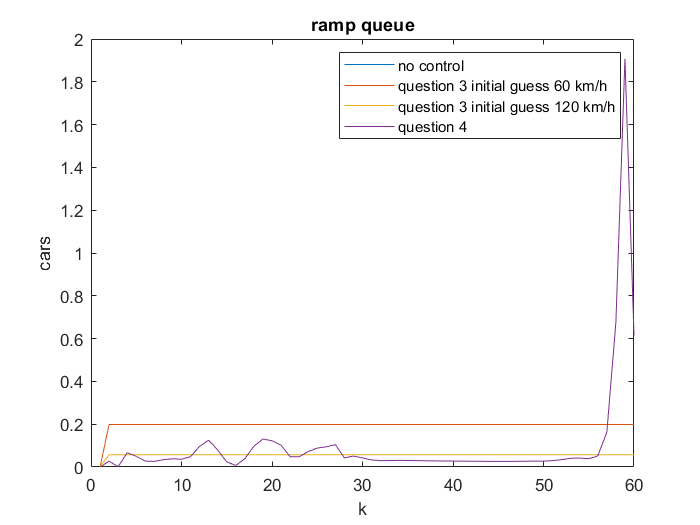 ramp queue
2
1.8
1.6
1.4
1.2
1
0.8
0.6
0.4
0.2
0
cars
no control
question 3 initial guess 60 km/h
question 3 initial guess 120 km/h
question 4
0 10 20 30 40 50 60
k